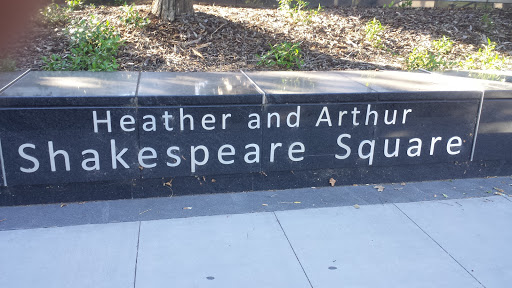 Heather and Arthur
Shakespeare Square